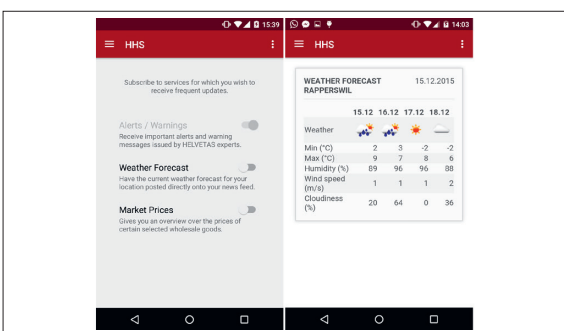 15:39
HHS
Subscribe to services for which you wish to
receive frequent updates.
Alerts / Warnings
Receive important alerts and warning
messages issued by HELVETAS experts.
Weather Forecast
Have the current weather forecast for your
location posted directly onto your news feed.
Market Prices
Gives you an overview over the prices of
certain selected wholesale goods.
14:03
HHS
WEATHER FORECAST 15.12.2015
RAPPERSWIL
15.12 16.12 17.12 18.12
Weather
Min (°C) 2 3 -2 -2
Max (°C) 9 7 8 6
Humidity (%) 89 96 96 88
Wind speed
(m/s) 1 1 1 2
Cloudiness
(%) 20 64 0 36